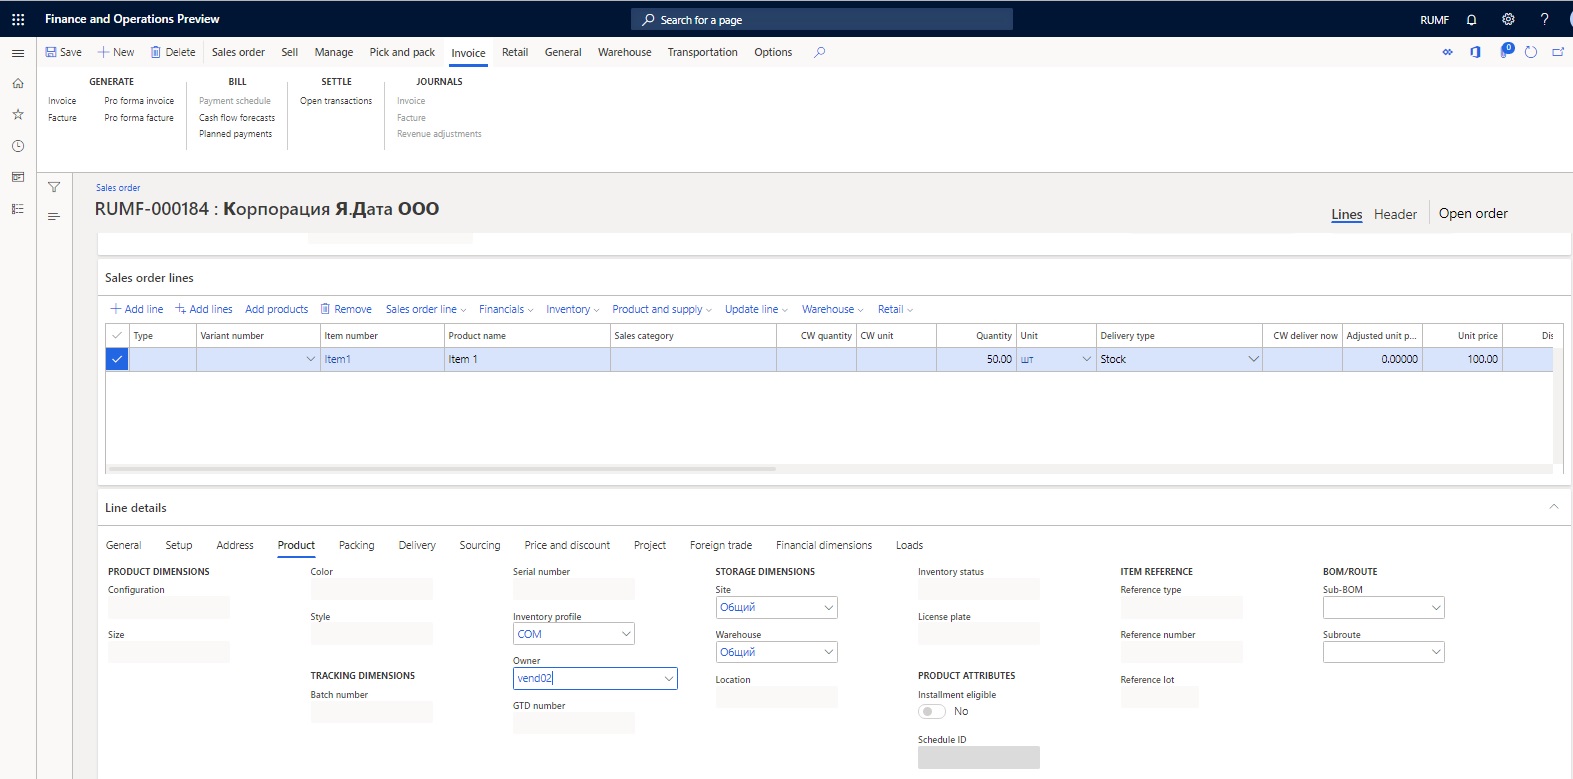 Finance and Operations Preview
Search for a page
RUMF
?
Save
New
Delete
Sales order
Sell
Manage
Pick and pack
Invoice
Retail
General
Warehouse
Transportation
Options
0
GENERATE
Invoice
Pro forma invoice
Facture
Pro forma facture
BILL
Payment schedule
Cash flow forecasts
Planned payments
SETTLE
Open transactions
JOURNALS
Invoice
Facture
Revenue adjustments
Sales order
RUMF-000184 : Корпорация Я.Дата ООО
Lines
Header
Open order
Sales order lines
Add line
Add lines
Add products
Remove
Sales order line
Financials
Inventory
Product and supply
Update line
Warehouse
Retail
Type
Variant number
Item number
Product name
Sales category
CW quantity
CW unit
Quantity
Unit
Delivery type
CW deliver now
Adjusted unit p...
Unit price
Dis
Item1
Item 1
50.00
шт
Stock
0.00000
100.00
Line details
General
Setup
Address
Product
Packing
Delivery
Sourcing
Price and discount
Project
Foreign trade
Financial dimensions
Loads
PRODUCT DIMENSIONS
Configuration
Size
Color
Style
TRACKING DIMENSIONS
Batch number
Serial number
Inventory profile
COM
Owner
vend02
GTD number
STORAGE DIMENSIONS
Site
Общий
Warehouse
Общий
Location
Inventory status
License plate
PRODUCT ATTRIBUTES
Installment eligible
No
Schedule ID
ITEM REFERENCE
Reference type
Reference number
Reference lot
BOM/ROUTE
Sub-BOM
Subroute